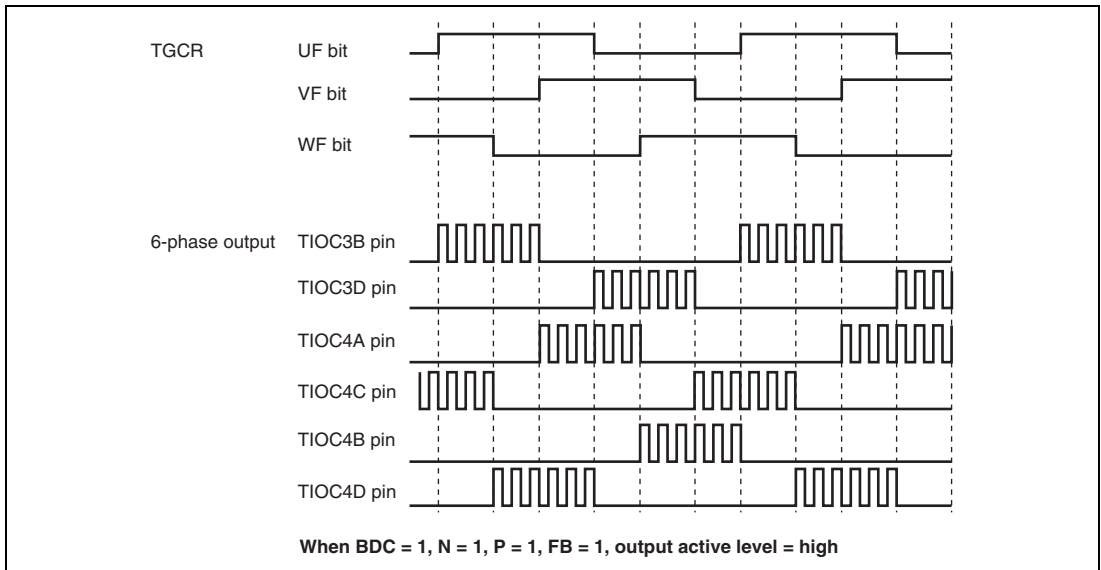 TGCR UF bit
VF bit
WF bit
6-phase output TIOC3B pin
TIOC3D pin
TIOC4A pin
TIOC4C pin
TIOC4B pin
TIOC4D pin
When BDC = 1, N = 1, P = 1, FB = 1, output active level = high